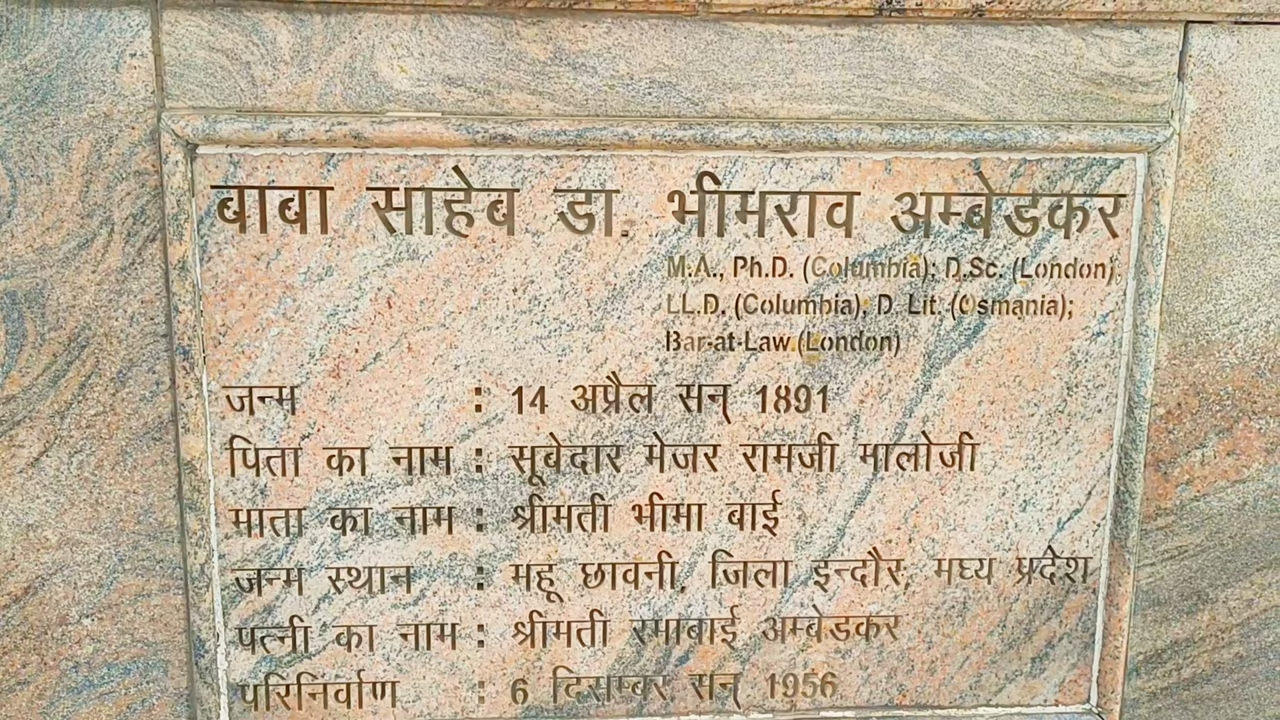 बाबा साहेब डा. भीमराव अम्बेडकर
M.A., Ph.D. (Columbia); D.Sc. (London);
LL.D. (Columbia); D. Lit. (Osmania);
Bar-at-Law (London)
जन्म : 14 अप्रैल सन् 1891
पिता का नाम : सूबेदार मेजर रामजी मालोजी
माता का नाम : श्रीमती भीमा बाई
जन्म स्थान : महू छावनी, जिला इन्दौर, मध्य प्रदेश
पत्नी का नाम : श्रीमती रमाबाई अम्बेडकर
परिनिर्वाण : 6 दिसम्बर सन् 1956